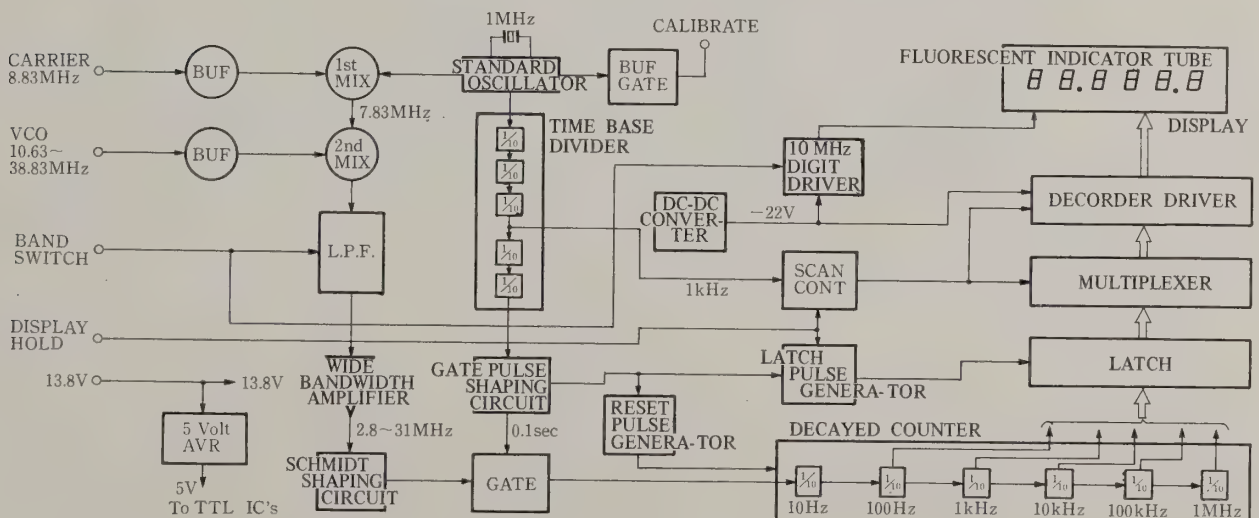 1MHz
CALIBRATE
CARRIER
8.83MHz
BUF
1st
MIX
STANDARD
OSCILLATOR
BUF
GATE
FLUORESCENT INDICATOR TUBE
8 8.8 8 8.8
DISPLAY
7.83MHz
VCO
10.63～
38.83MHz
BUF
2nd
MIX
TIME BASE
DIVIDER
1/10
1/10
1/10
1/10
1/10
10 MHz
DIGIT
DRIVER
DC-DC
CONVER-
TER
−22V
DECORDER DRIVER
BAND
SWITCH
L.P.F.
1kHz
SCAN
CONT
MULTIPLEXER
DISPLAY
HOLD
WIDE
BANDWIDTH
AMPLIFIER
GATE PULSE
SHAPING
CIRCUIT
LATCH
PULSE
GENERA-TOR
LATCH
13.8V
13.8V
5 Volt
AVR
5V
To TTL IC's
2.8～31MHz
0.1sec
RESET
PULSE
GENERA-TOR
SCHMIDT
SHAPING
CIRCUIT
GATE
DECAYED COUNTER
1/10
1/10
1/10
1/10
1/10
1/10
10Hz
100Hz
1kHz
10kHz
100kHz
1MHz